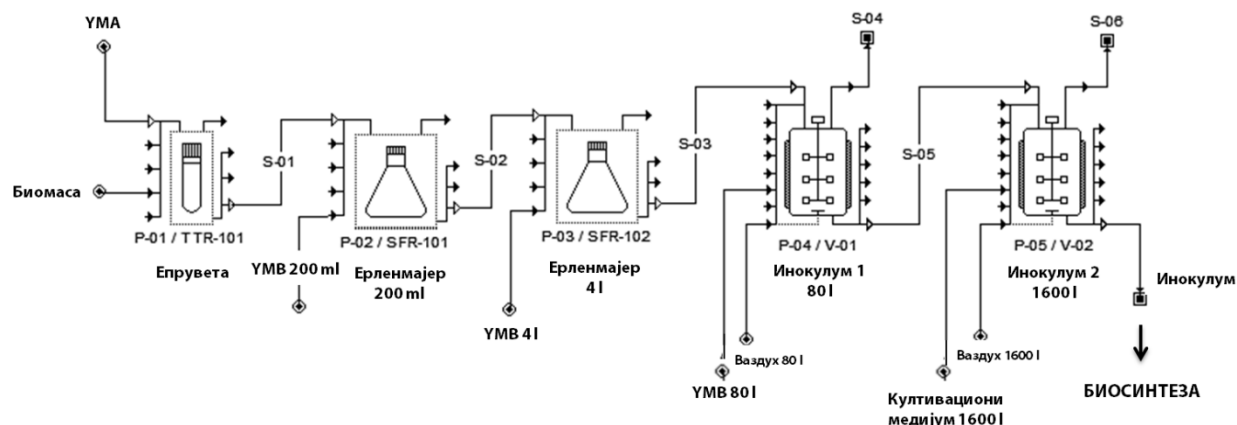 YMA
S-04
S-06
S-01
S-02
S-03
S-05
Биомаса
P-01 / TTR-101
P-02 / SFR-101
P-03 / SFR-102
P-04 / V-01
P-05 / V-02
Епрувета
YMB 200 ml
Ерленмајер
200 ml
Ерленмајер
4 l
Инокулум 1
80 l
Инокулум 2
1600 l
Инокулум
YMB 4 l
Ваздух 80 l
Ваздух 1600 l
YMB 80 l
Култивациони
медијум 1600 l
БИОСИНТЕЗА